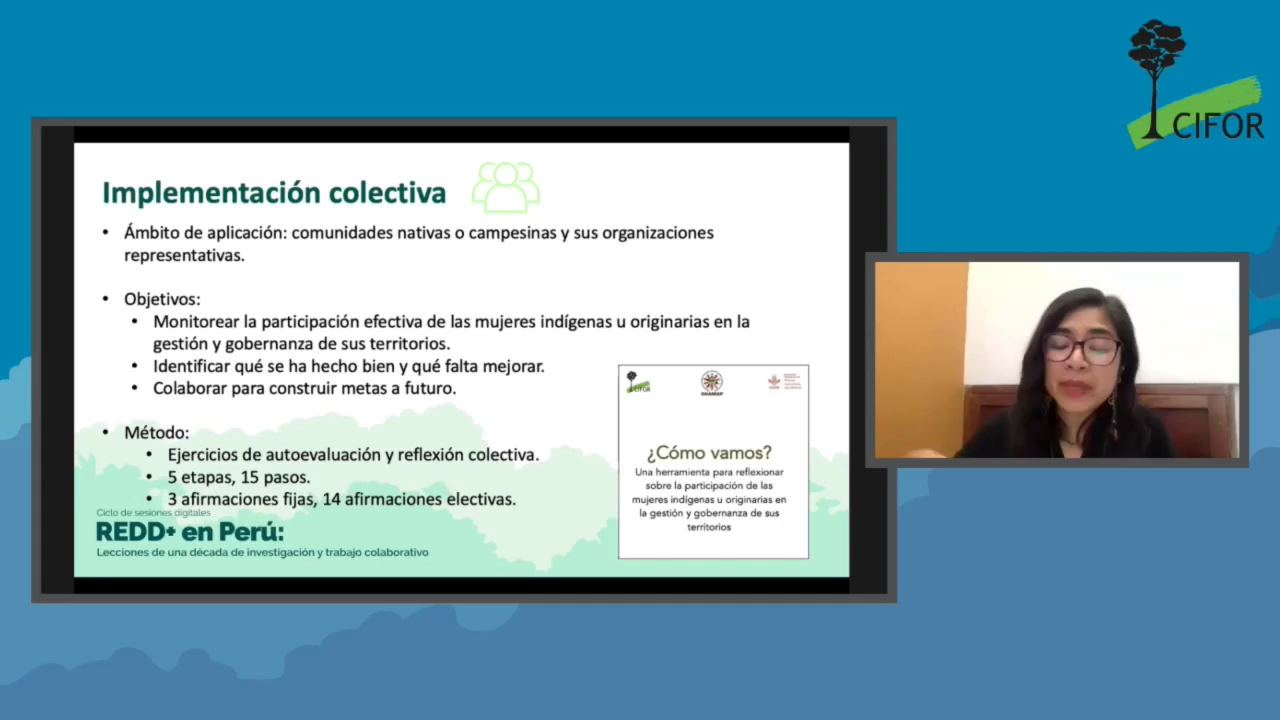 CIFOR
Implementación colectiva
• Ámbito de aplicación: comunidades nativas o campesinas y sus organizaciones
representativas.
• Objetivos:
• Monitorear la participación efectiva de las mujeres indígenas u originarias en la
gestión y gobernanza de sus territorios.
• Identificar qué se ha hecho bien y qué falta mejorar.
• Colaborar para construir metas a futuro.
• Método:
• Ejercicios de autoevaluación y reflexión colectiva.
• 5 etapas, 15 pasos.
• 3 afirmaciones fijas, 14 afirmaciones electivas.
Ciclo de sesiones digitales
REDD+ en Perú:
Lecciones de una década de investigación y trabajo colaborativo
CIFOR
ONAMIAP
¿Cómo vamos?
Una herramienta para reflexionar
sobre la participación de las
mujeres indígenas u originarias en
la gestión y gobernanza de sus
territorios